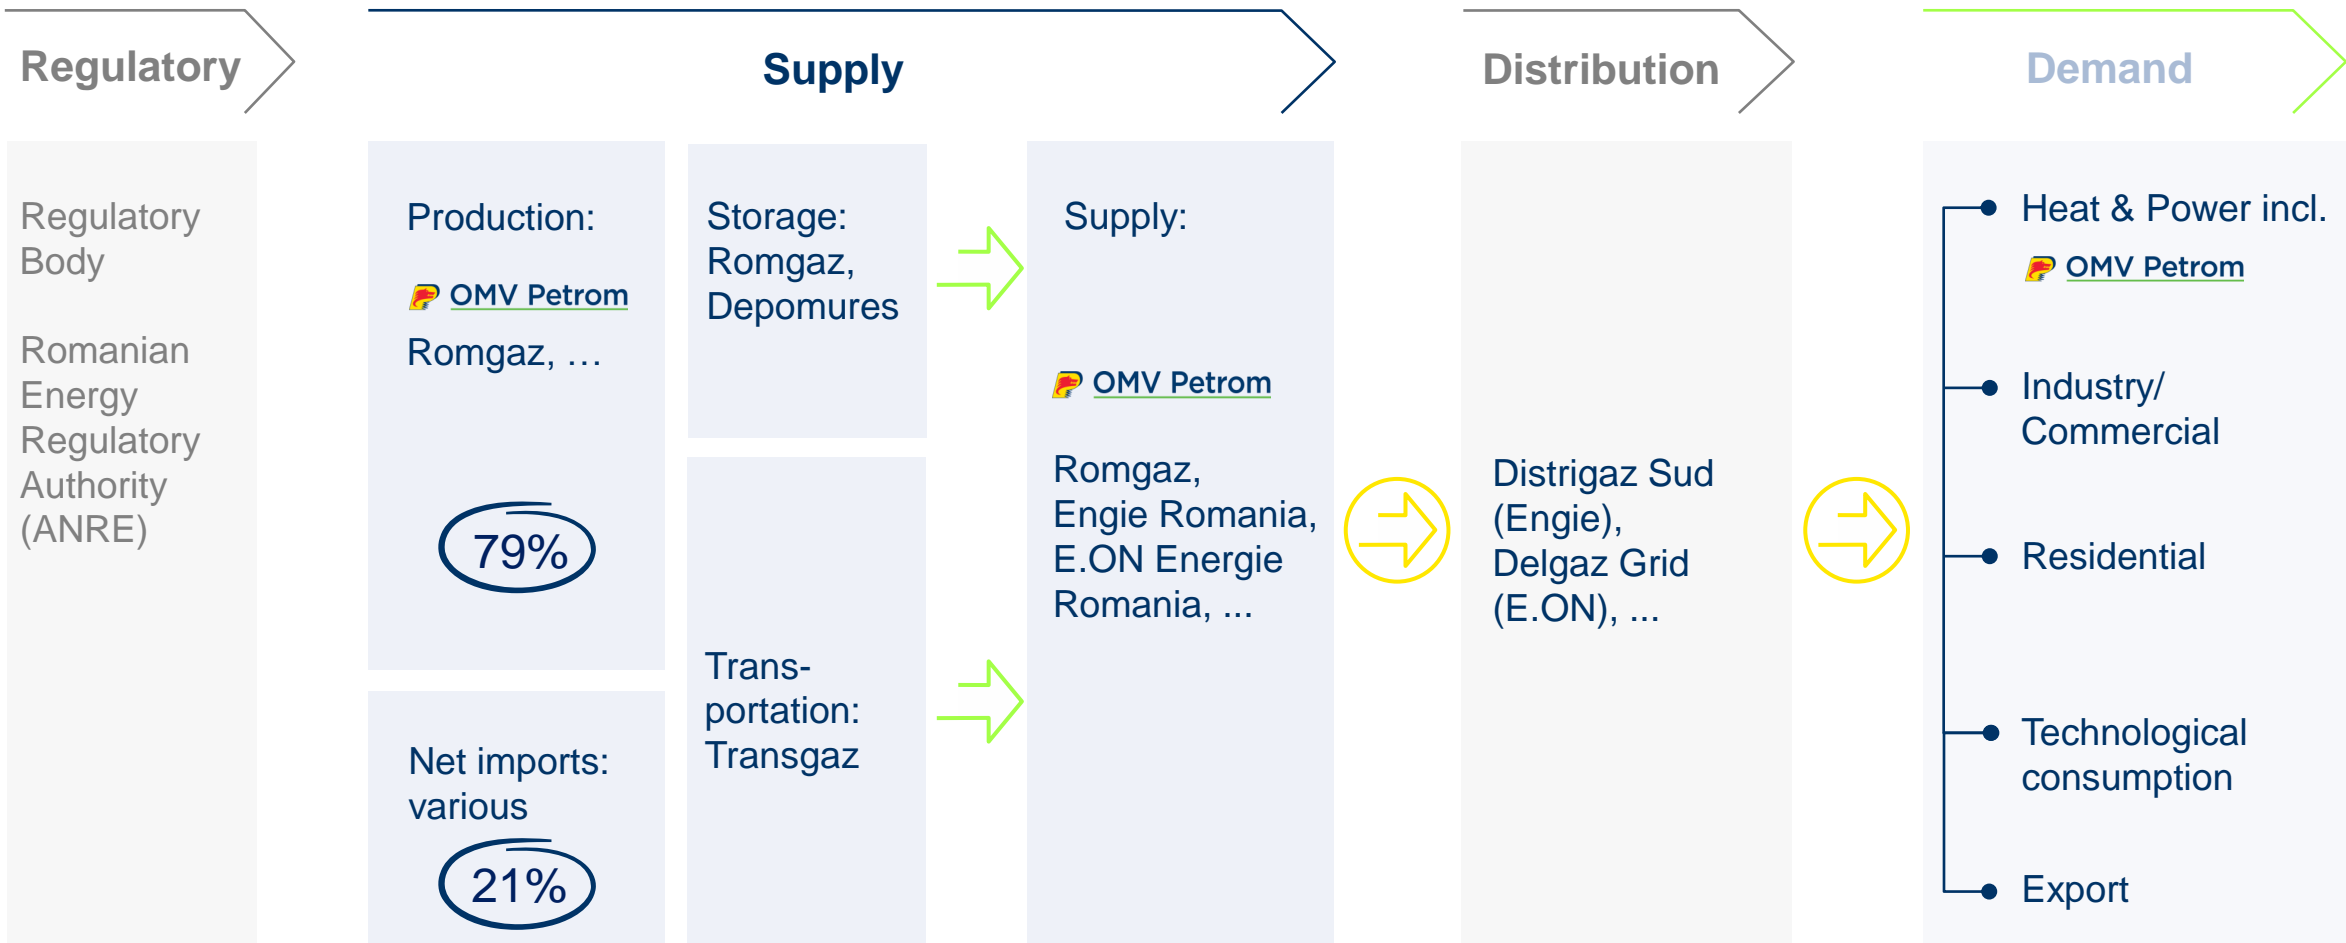 Regulatory
Supply
Distribution
Demand
Regulatory
Body
Romanian
Energy
Regulatory
Authority
(ANRE)
Production:
OMV Petrom
Romgaz, …
79%
Net imports:
various
21%
Storage:
Romgaz,
Depomures
Trans-
portation:
Transgaz
Supply:
OMV Petrom
Romgaz,
Engie Romania,
E.ON Energie
Romania, ...
Distrigaz Sud
(Engie),
Delgaz Grid
(E.ON), ...
Heat & Power incl.
OMV Petrom
Industry/
Commercial
Residential
Technological
consumption
Export